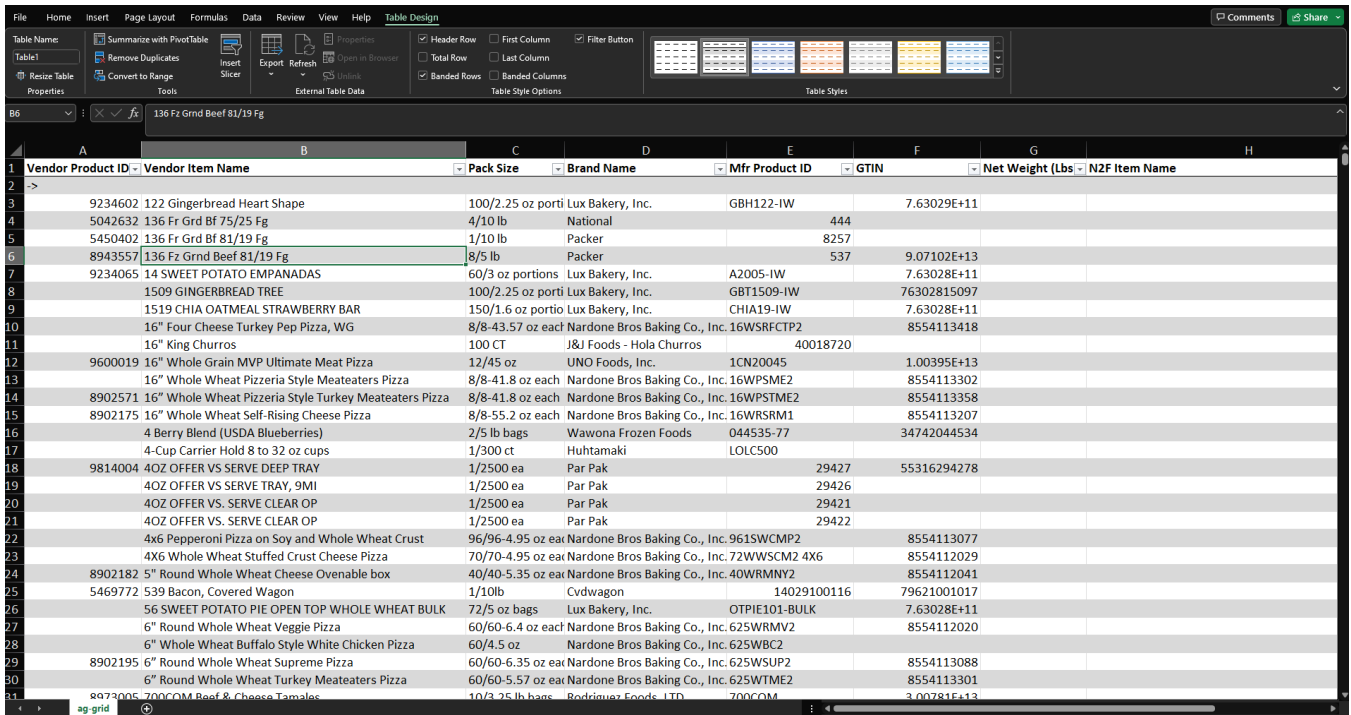 File Home Insert Page Layout Formulas Data Review View Help Table Design Comments Share
Table Name: Summarize with PivotTable Properties Header Row First Column Filter Button
Table1 Remove Duplicates Open in Browser Total Row Last Column
Resize Table Convert to Range Insert Slicer Export Refresh Unlink Banded Rows Banded Columns
Properties Tools External Table Data Table Style Options Table Styles
B6 fx 136 Fz Grnd Beef 81/19 Fg
A B C D E F G H
1 Vendor Product ID Vendor Item Name Pack Size Brand Name Mfr Product ID GTIN Net Weight (Lbs N2F Item Name
2 ->
3 9234602 122 Gingerbread Heart Shape 100/2.25 oz porti Lux Bakery, Inc. GBH122-IW 7.63029E+11
4 5042632 136 Fr Grd Bf 75/25 Fg 4/10 lb National 444
5 5450402 136 Fr Grd Bf 81/19 Fg 1/10 lb Packer 8257
6 8943557 136 Fz Grnd Beef 81/19 Fg 8/5 lb Packer 537 9.07102E+13
7 9234065 14 SWEET POTATO EMPANADAS 60/3 oz portions Lux Bakery, Inc. A2005-IW 7.63028E+11
8 1509 GINGERBREAD TREE 100/2.25 oz porti Lux Bakery, Inc. GBT1509-IW 76302815097
9 1519 CHIA OATMEAL STRAWBERRY BAR 150/1.6 oz portio Lux Bakery, Inc. CHIA19-IW 7.63028E+11
10 16" Four Cheese Turkey Pep Pizza, WG 8/8-43.57 oz each Nardone Bros Baking Co., Inc. 16WSRFCTP2 8554113418
11 16" King Churros 100 CT J&J Foods - Hola Churros 40018720
12 9600019 16" Whole Grain MVP Ultimate Meat Pizza 12/45 oz UNO Foods, Inc. 1CN20045 1.00395E+13
13 16” Whole Wheat Pizzeria Style Meateaters Pizza 8/8-41.8 oz each Nardone Bros Baking Co., Inc. 16WPSME2 8554113302
14 8902571 16” Whole Wheat Pizzeria Style Turkey Meateaters Pizza 8/8-41.8 oz each Nardone Bros Baking Co., Inc. 16WPSTME2 8554113358
15 8902175 16” Whole Wheat Self-Rising Cheese Pizza 8/8-55.2 oz each Nardone Bros Baking Co., Inc. 16WRSRM1 8554113207
16 4 Berry Blend (USDA Blueberries) 2/5 lb bags Wawona Frozen Foods 044535-77 34742044534
17 4-Cup Carrier Hold 8 to 32 oz cups 1/300 ct Huhtamaki LOLC500
18 9814004 4OZ OFFER VS SERVE DEEP TRAY 1/2500 ea Par Pak 29427 55316294278
19 4OZ OFFER VS SERVE TRAY, 9MI 1/2500 ea Par Pak 29426
20 4OZ OFFER VS. SERVE CLEAR OP 1/2500 ea Par Pak 29421
21 4OZ OFFER VS. SERVE CLEAR OP 1/2500 ea Par Pak 29422
22 4x6 Pepperoni Pizza on Soy and Whole Wheat Crust 96/96-4.95 oz eac Nardone Bros Baking Co., Inc. 961SWCMP2 8554113077
23 4X6 Whole Wheat Stuffed Crust Cheese Pizza 70/70-4.95 oz eac Nardone Bros Baking Co., Inc. 72WWSCM2 4X6 8554112029
24 8902182 5" Round Whole Wheat Cheese Ovenable box 40/40-5.35 oz eac Nardone Bros Baking Co., Inc. 40WRMNY2 8554112041
25 5469772 539 Bacon, Covered Wagon 1/10lb Cvdwagon 14029100116 79621001017
26 56 SWEET POTATO PIE OPEN TOP WHOLE WHEAT BULK 72/5 oz bags Lux Bakery, Inc. OTPIE101-BULK 7.63028E+11
27 6" Round Whole Wheat Veggie Pizza 60/60-6.4 oz each Nardone Bros Baking Co., Inc. 625WRMV2 8554112020
28 6" Whole Wheat Buffalo Style White Chicken Pizza 60/4.5 oz Nardone Bros Baking Co., Inc. 625WBC2
29 8902195 6” Round Whole Wheat Supreme Pizza 60/60-6.35 oz eac Nardone Bros Baking Co., Inc. 625WSUP2 8554113088
30 6” Round Whole Wheat Turkey Meateaters Pizza 60/60-5.57 oz eac Nardone Bros Baking Co., Inc. 625WTME2 8554113301
31 8973005 700COM Beef & Cheese Tamales 10/3.25 lb bags Rodriguez Foods, LTD 700COM 3.00781E+13
ag-grid